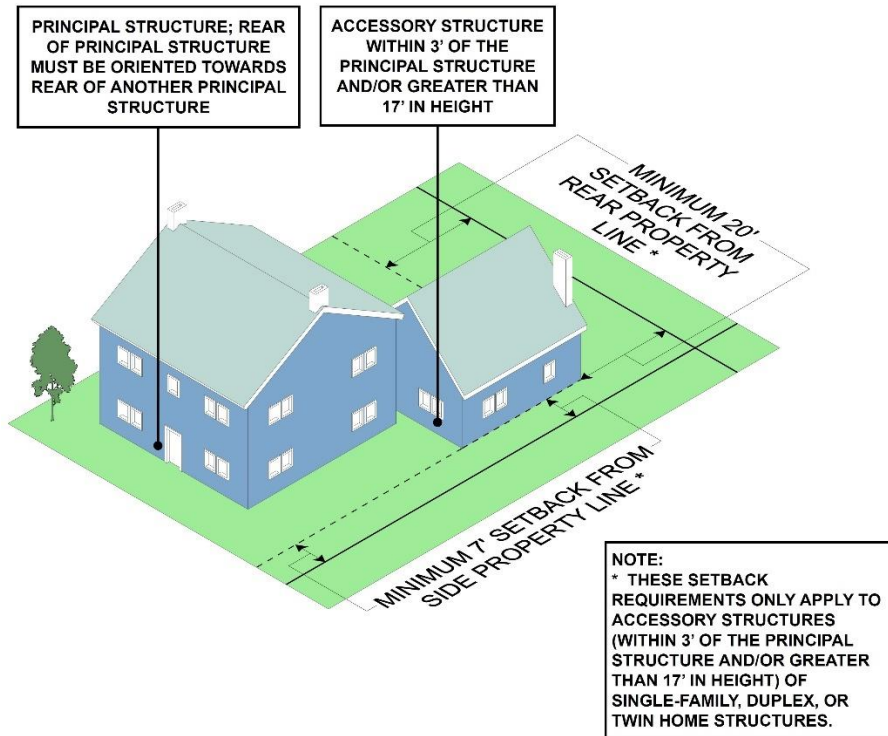 PRINCIPAL STRUCTURE; REAR
OF PRINCIPAL STRUCTURE
MUST BE ORIENTED TOWARDS
REAR OF ANOTHER PRINCIPAL
STRUCTURE
ACCESSORY STRUCTURE
WITHIN 3' OF THE
PRINCIPAL STRUCTURE
AND/OR GREATER THAN
17' IN HEIGHT
MINIMUM 20'
SETBACK FROM
REAR PROPERTY
LINE *
MINIMUM 7' SETBACK FROM
SIDE PROPERTY LINE *
NOTE:
* THESE SETBACK
REQUIREMENTS ONLY APPLY TO
ACCESSORY STRUCTURES
(WITHIN 3' OF THE PRINCIPAL
STRUCTURE AND/OR GREATER
THAN 17' IN HEIGHT) OF
SINGLE-FAMILY, DUPLEX, OR
TWIN HOME STRUCTURES.